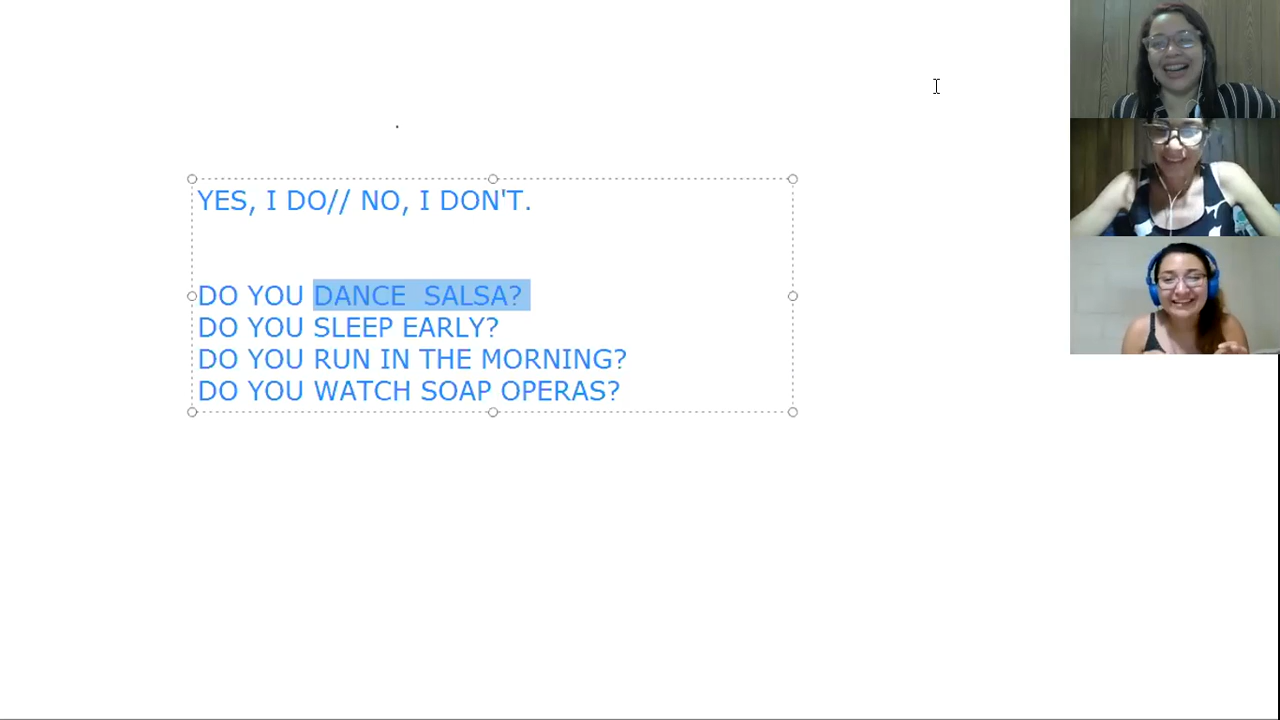 YES, I DO// NO, I DON'T.
DO YOU DANCE  SALSA?
DO YOU SLEEP EARLY?
DO YOU RUN IN THE MORNING?
DO YOU WATCH SOAP OPERAS?